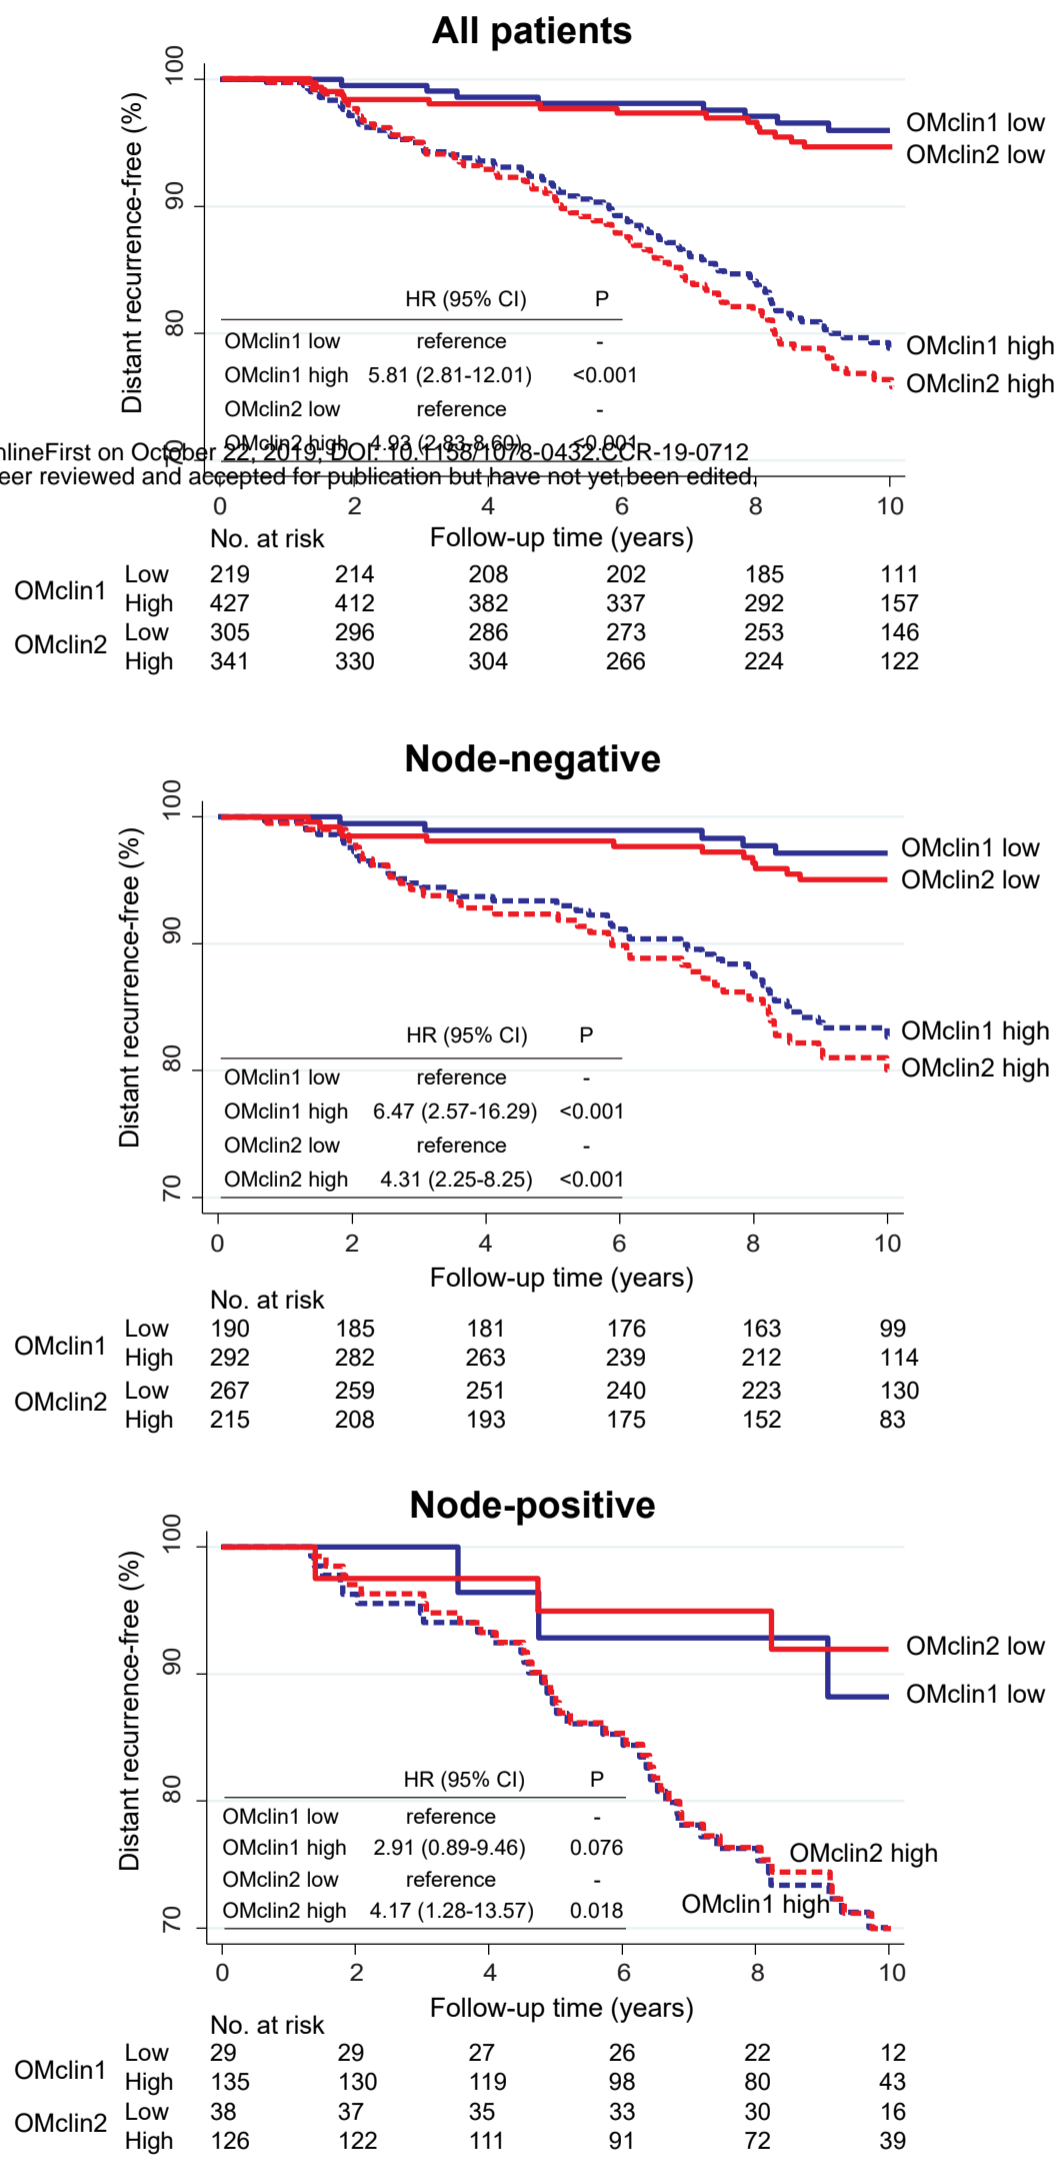 All patients
Distant recurrence-free (%)
100
90
80
70
OMclin1 low
OMclin2 low
OMclin1 high
OMclin2 high
HR (95% CI) P
OMclin1 low reference -
OMclin1 high 5.81 (2.81-12.01) <0.001
OMclin2 low reference -
OMclin2 high 4.93 (2.83-8.60) <0.001
nlineFirst on October 22, 2019; DOI: 10.1158/1078-0432.CCR-19-0712
eer reviewed and accepted for publication but have not yet been edited.
0 2 4 6 8 10
No. at risk Follow-up time (years)
OMclin1
Low 219 214 208 202 185 111
High 427 412 382 337 292 157
OMclin2
Low 305 296 286 273 253 146
High 341 330 304 266 224 122
Node-negative
Distant recurrence-free (%)
100
90
80
70
OMclin1 low
OMclin2 low
OMclin1 high
OMclin2 high
HR (95% CI) P
OMclin1 low reference -
OMclin1 high 6.47 (2.57-16.29) <0.001
OMclin2 low reference -
OMclin2 high 4.31 (2.25-8.25) <0.001
0 2 4 6 8 10
Follow-up time (years)
No. at risk
OMclin1
Low 190 185 181 176 163 99
High 292 282 263 239 212 114
OMclin2
Low 267 259 251 240 223 130
High 215 208 193 175 152 83
Node-positive
Distant recurrence-free (%)
100
90
80
70
OMclin2 low
OMclin1 low
OMclin2 high
OMclin1 high
HR (95% CI) P
OMclin1 low reference -
OMclin1 high 2.91 (0.89-9.46) 0.076
OMclin2 low reference -
OMclin2 high 4.17 (1.28-13.57) 0.018
0 2 4 6 8 10
Follow-up time (years)
No. at risk
OMclin1
Low 29 29 27 26 22 12
High 135 130 119 98 80 43
OMclin2
Low 38 37 35 33 30 16
High 126 122 111 91 72 39